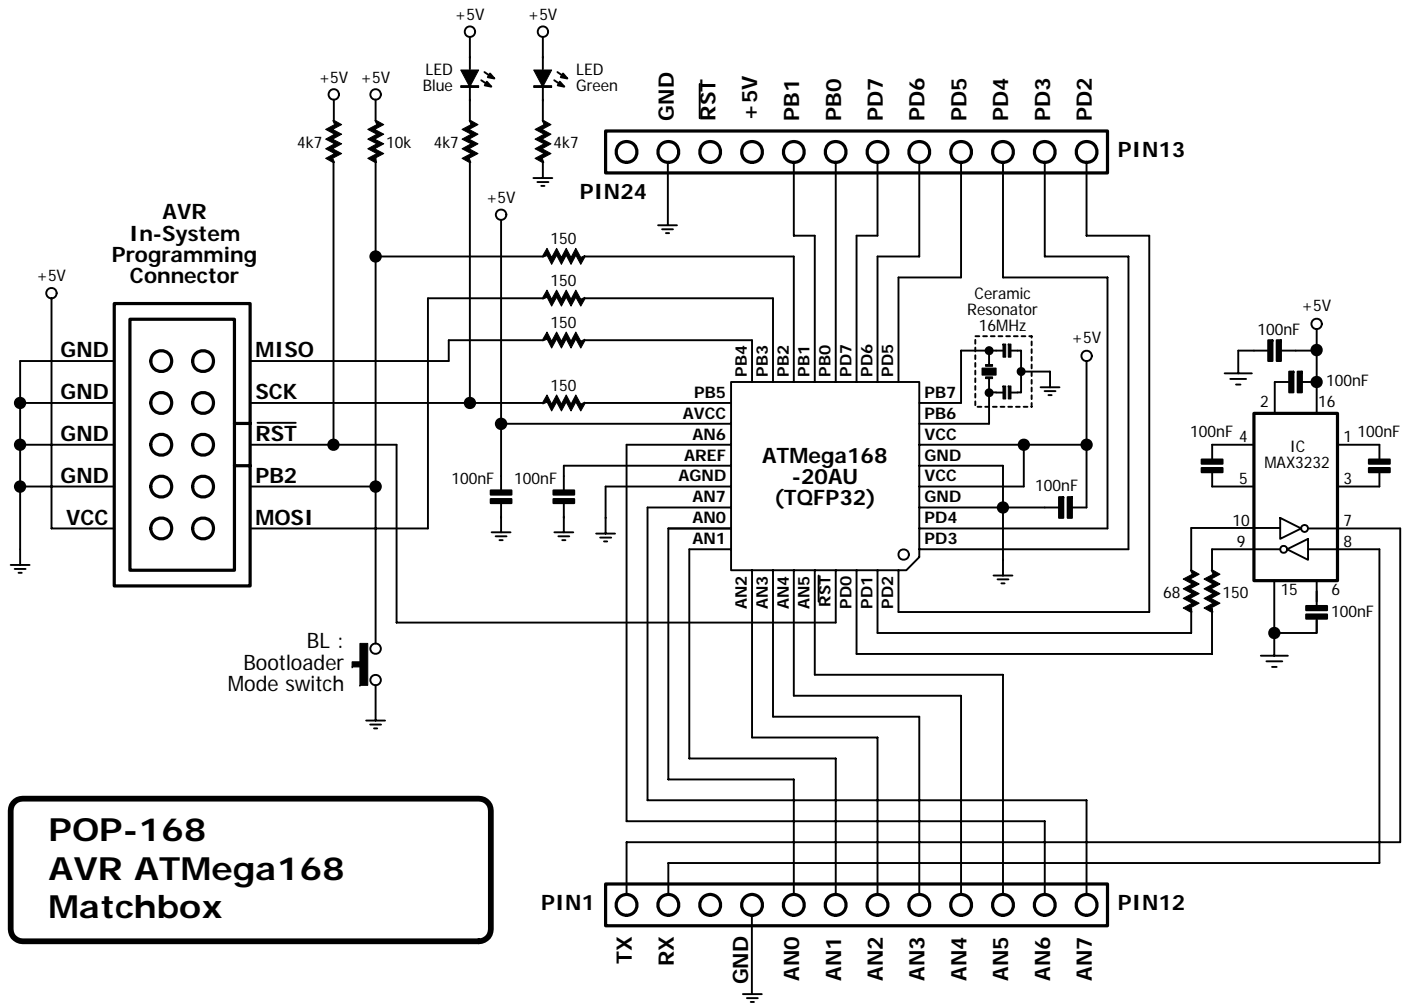 +5V
+5V
LED
Blue
LED
Green
+5V
+5V
4k7
10k
4k7
4k7
GND
RST
+5V
PB1
PB0
PD7
PD6
PD5
PD4
PD3
PD2
PIN13
PIN24
AVR
In-System
Programming
Connector
+5V
+5V
150
150
150
150
GND
GND
GND
GND
VCC
MISO
SCK
RST
PB2
MOSI
Ceramic
Resonator
16MHz
+5V
+5V
100nF
100nF
PB4
PB3
PB2
PB1
PB0
PD7
PD6
PD5
PB5
AVCC
AN6
AREF
AGND
AN7
AN0
AN1
ATMega168
-20AU
(TQFP32)
PB7
PB6
VCC
GND
VCC
GND
PD4
PD3
AN2
AN3
AN4
AN5
RST
PD0
PD1
PD2
100nF
100nF
100nF
2
16
100nF
4
5
IC
MAX3232
1
3
100nF
10
9
7
8
68
150
15
6
100nF
BL :
Bootloader
Mode switch
POP-168
AVR ATMega168
Matchbox
PIN1
PIN12
TX
RX
GND
AN0
AN1
AN2
AN3
AN4
AN5
AN6
AN7